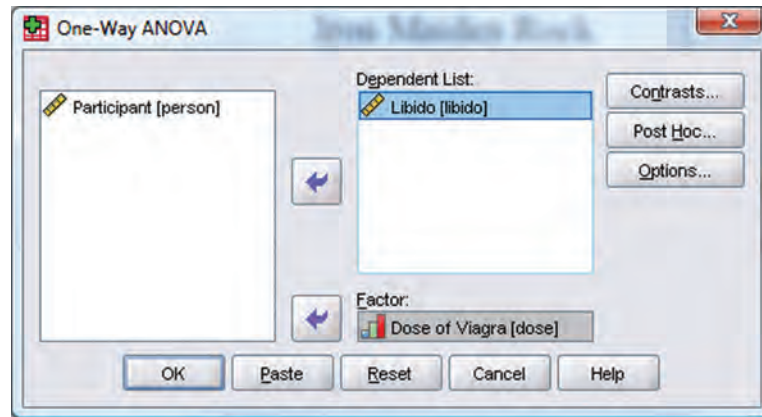 One-Way ANOVA
Participant [person]
Dependent List:
Libido [libido]
Contrasts...
Post Hoc...
Options...
Factor:
Dose of Viagra [dose]
OK
Paste
Reset
Cancel
Help